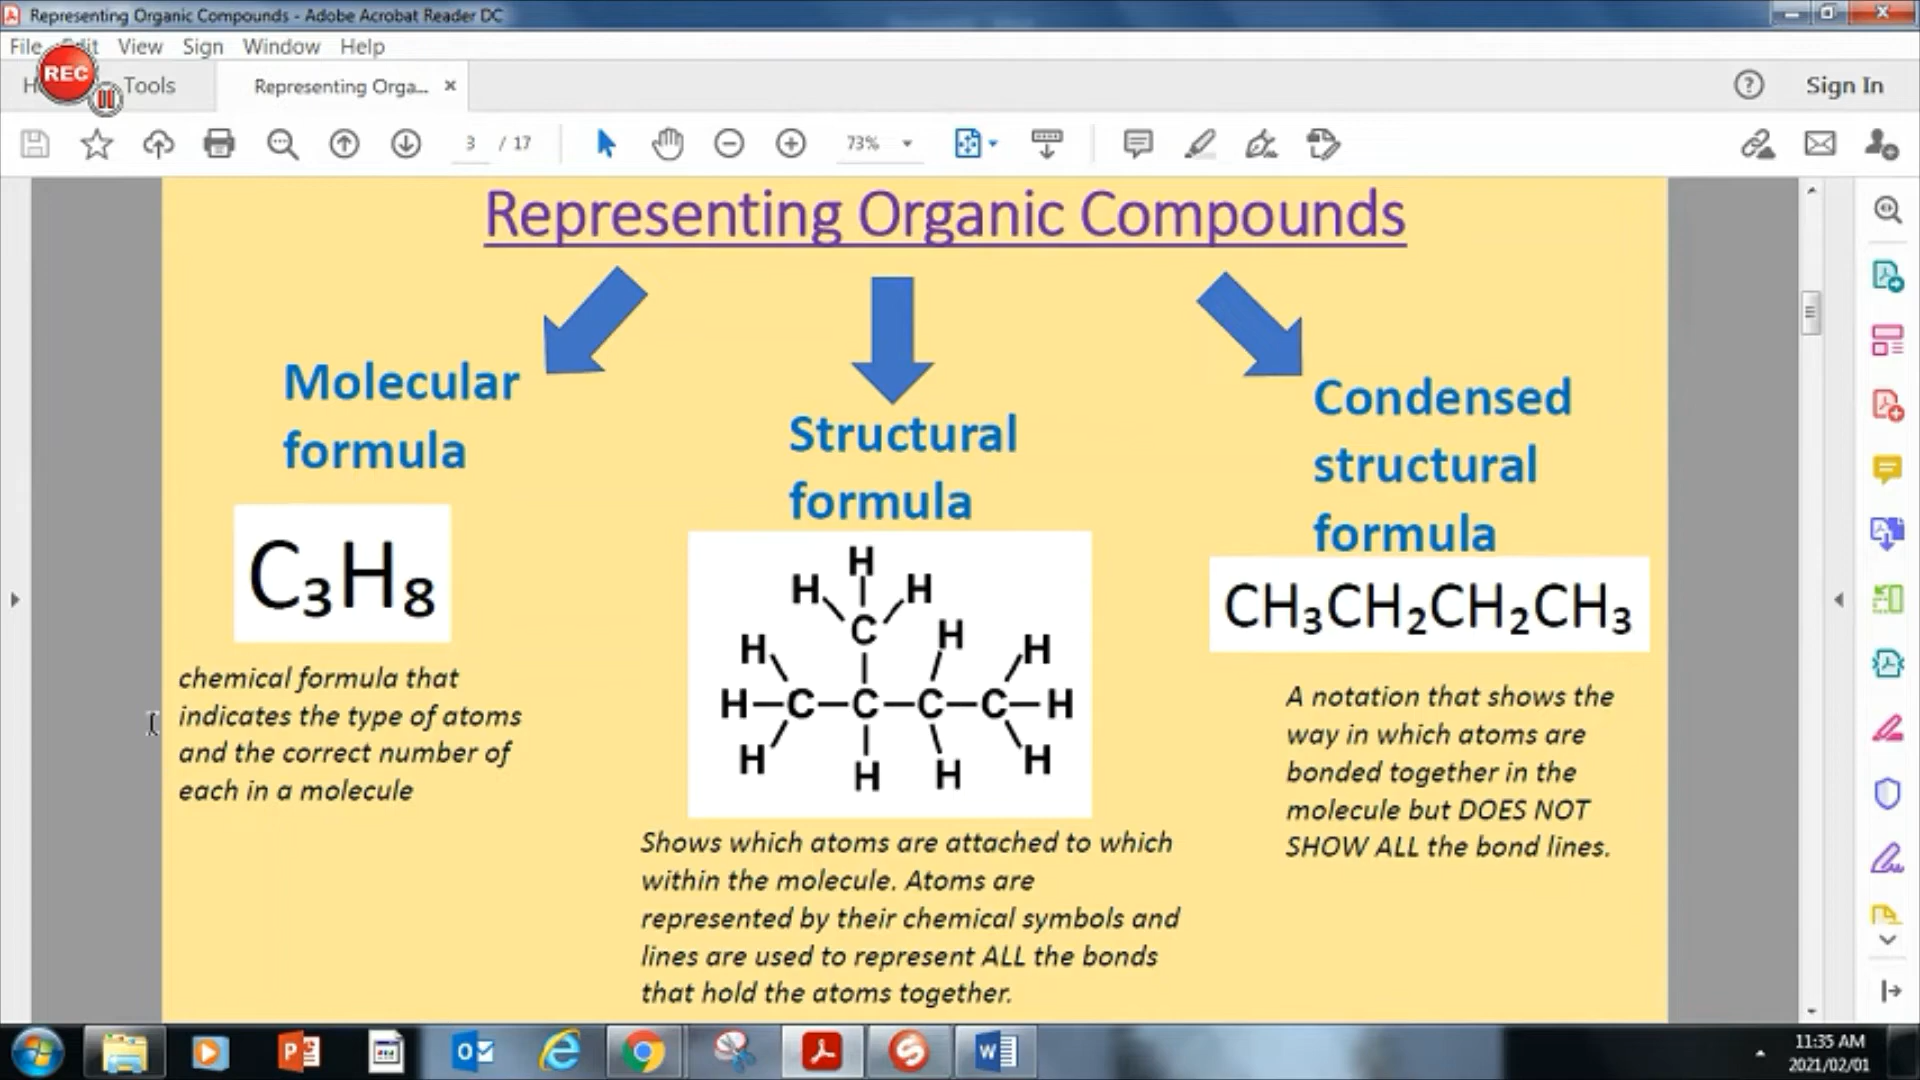 Representing Organic Compounds - Adobe Acrobat Reader DC
File Edit View Sign Window Help
REC
Tools
Representing Orga... ×
Sign In
3 / 17
73%
Representing Organic Compounds
Molecular
formula
C₃H₈
chemical formula that
indicates the type of atoms
and the correct number of
each in a molecule
Structural
formula
H
H H
C H
H H
H C C C C H
H H H H
Shows which atoms are attached to which
within the molecule. Atoms are
represented by their chemical symbols and
lines are used to represent ALL the bonds
that hold the atoms together.
Condensed
structural
formula
CH₃CH₂CH₂CH₃
A notation that shows the
way in which atoms are
bonded together in the
molecule but DOES NOT
SHOW ALL the bond lines.
11:35 AM
2021/02/01